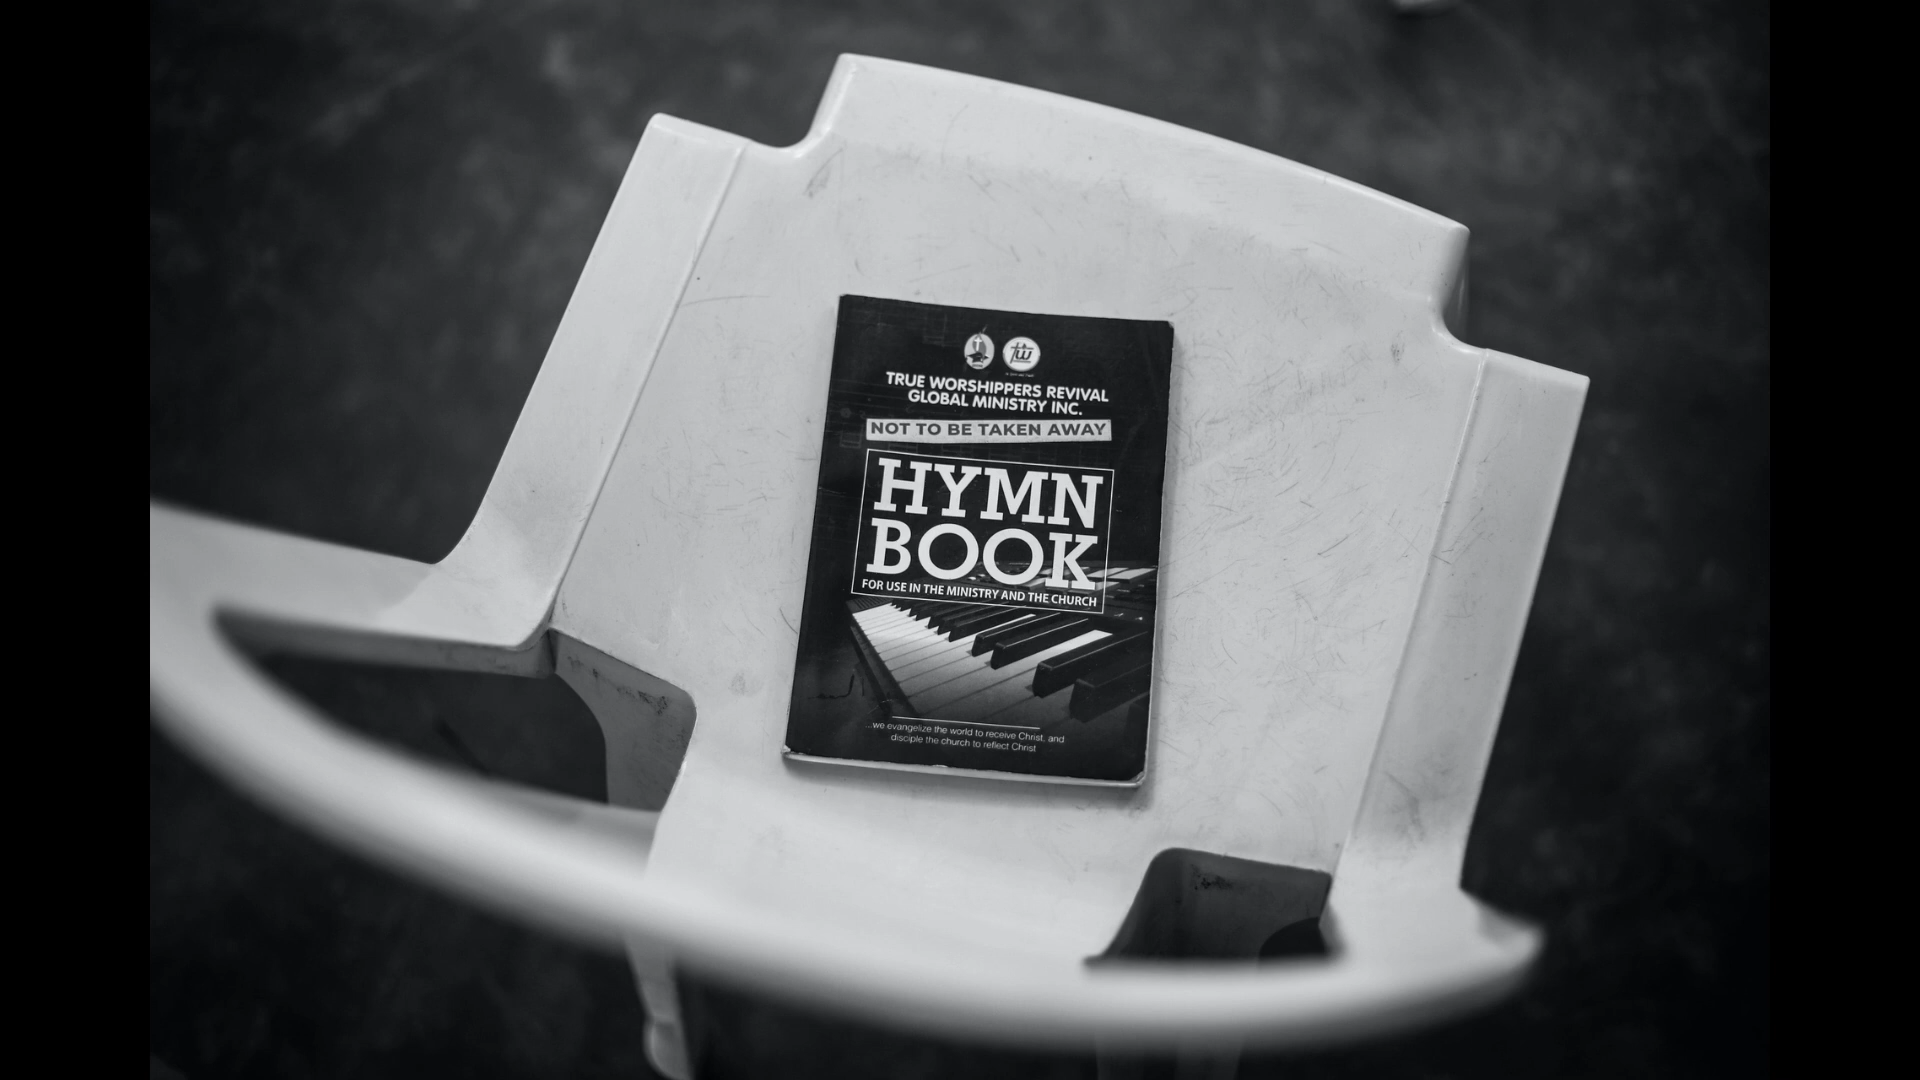 tw
TRUE WORSHIPPERS REVIVAL
GLOBAL MINISTRY INC.
NOT TO BE TAKEN AWAY
HYMN
BOOK
FOR USE IN THE MINISTRY AND THE CHURCH
...we evangelize the world to receive Christ, and
disciple the church to reflect Christ